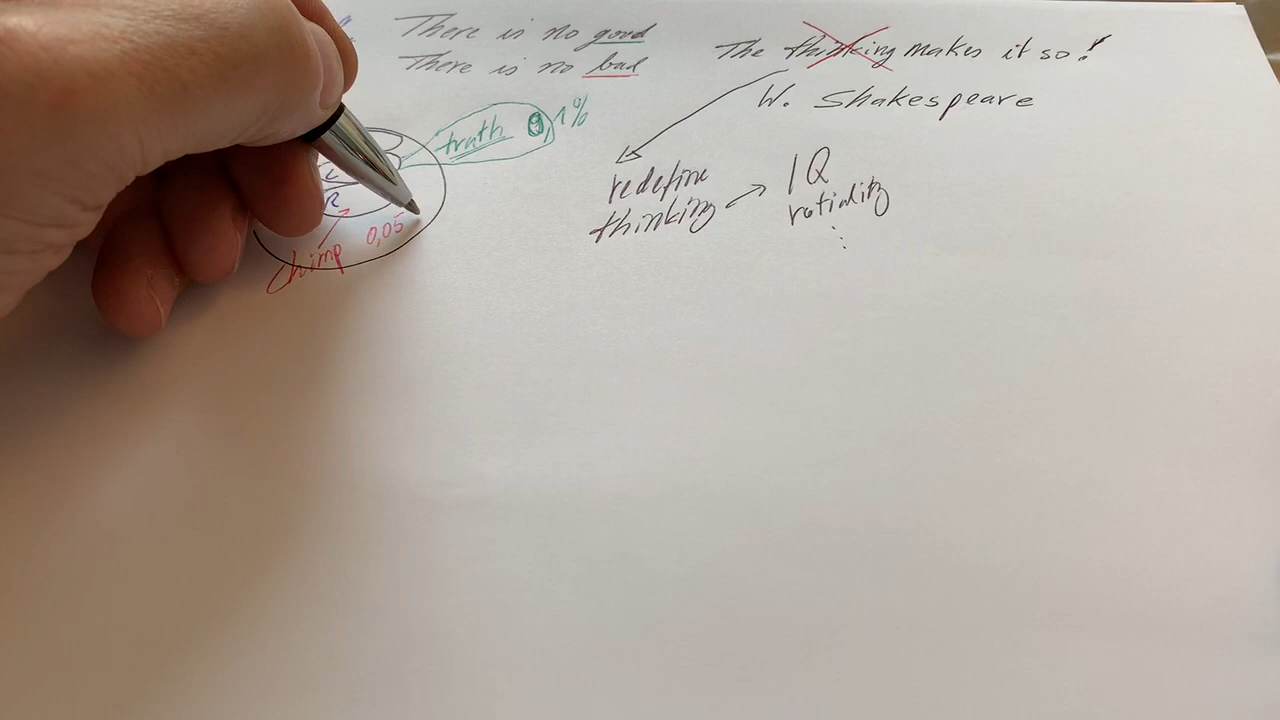 There is no good
There is no bad
The thinking makes it so!
W. Shakespeare
truth 0,1%
L
R
chimp 0,05
redefine
thinking
IQ